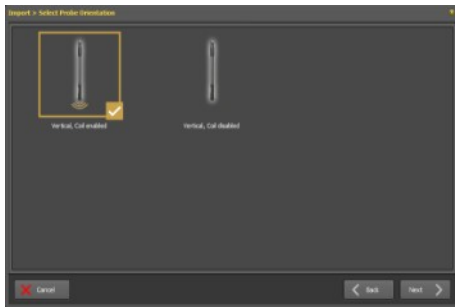 Import > Select Probe Orientation
Vertical, Coil enabled
Vertical, Coil disabled
Cancel
Back
Next